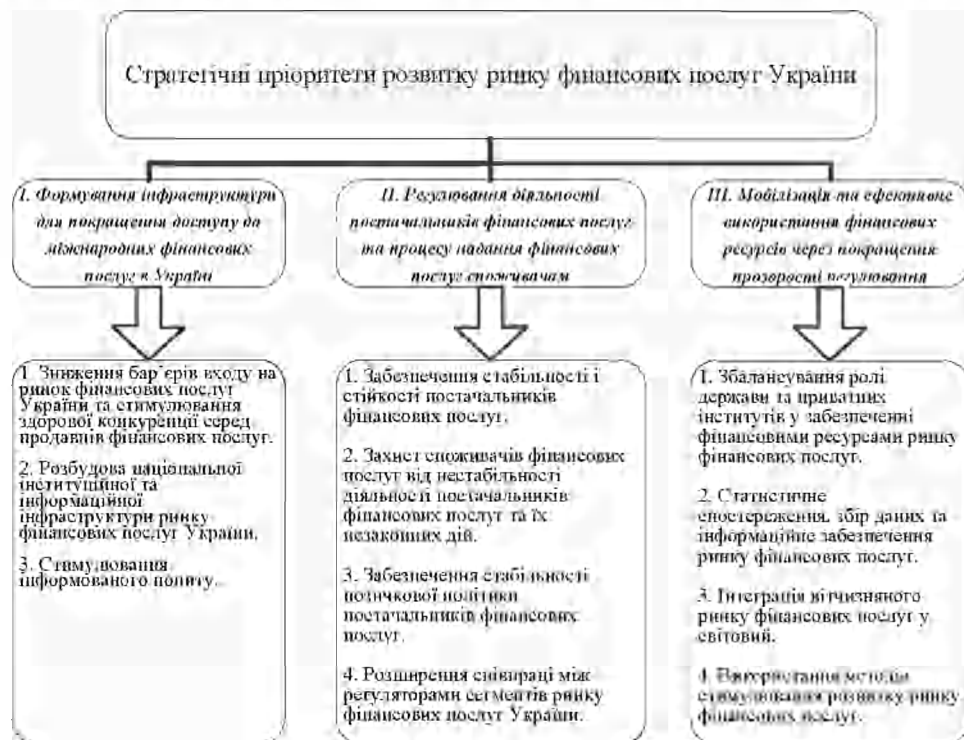 Стратегічні пріоритети розвитку ринку фінансових послуг України
І. Формування інфраструктури
для покращення доступу до
міжнародних фінансових
послуг в Україні
ІІ. Регулювання діяльності
постачальників фінансових послуг
та процесу надання фінансових
послуг споживачам
ІІІ. Мобілізація та ефективне
використання фінансових
ресурсів через покращення
прозорості регулювання
1. Зниження бар’єрів входу на
ринок фінансових послуг
України та стимулювання
здорової конкуренції серед
продавців фінансових послуг.
2. Розбудова національної
інституційної та
інформаційної
інфраструктури ринку
фінансових послуг України.
3. Стимулювання
інформованого попиту.
1. Забезпечення стабільності і
стійкості постачальників
фінансових послуг.
2. Захист споживачів фінансових
послуг від нестабільності
діяльності постачальників
фінансових послуг та їх
незаконних дій.
3. Забезпечення стабільності
позичкової політики
постачальників фінансових
послуг.
4. Розширення співпраці між
регуляторами сегментів ринку
фінансових послуг України.
1. Збалансування ролі
держави та приватних
інститутів у забезпеченні
фінансовими ресурсами ринку
фінансових послуг.
2. Статистичне
спостереження, збір даних та
інформаційне забезпечення
ринку фінансових послуг.
3. Інтеграція вітчизняного
ринку фінансових послуг у
світовий.
4. Використання методів
стимулювання розвитку ринку
фінансових послуг.